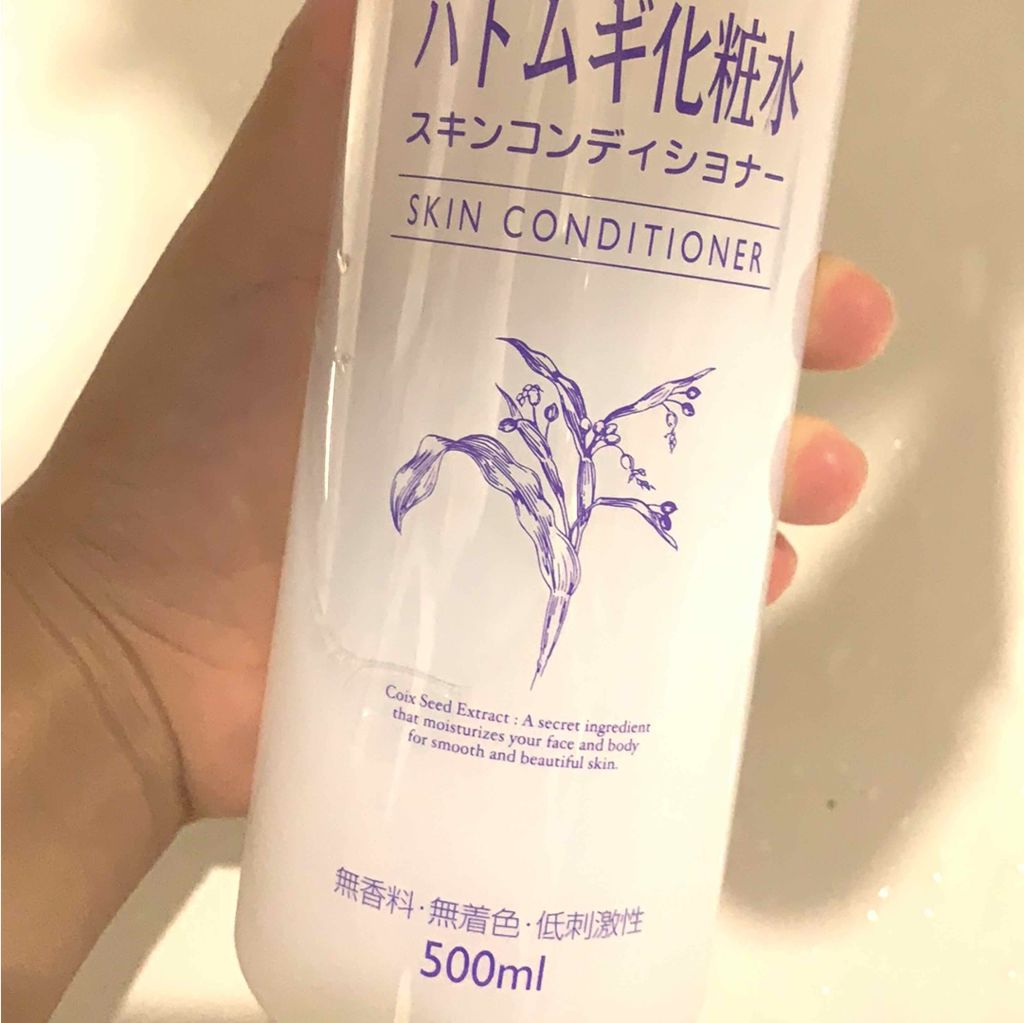 ハトムギ化粧水
スキンコンディショナー
SKIN CONDITIONER
Coix Seed Extract : A secret ingredient
that moisturizes your face and body
for smooth and beautiful skin.
無香料・無着色・低刺激性
500ml